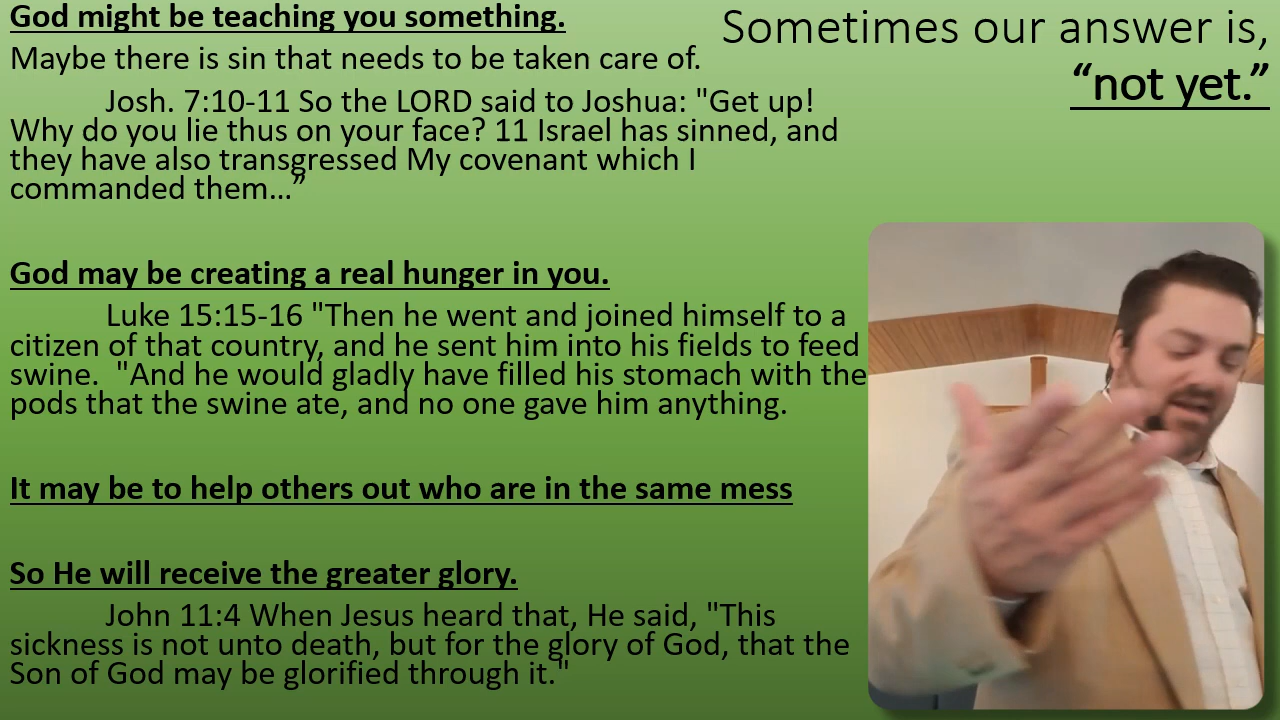 Sometimes our answer is,
“not yet.”
God might be teaching you something.
Maybe there is sin that needs to be taken care of.
Josh. 7:10-11 So the LORD said to Joshua: "Get up!
Why do you lie thus on your face? 11 Israel has sinned, and
they have also transgressed My covenant which I
commanded them…”
God may be creating a real hunger in you.
Luke 15:15-16 "Then he went and joined himself to a
citizen of that country, and he sent him into his fields to feed
swine.  "And he would gladly have filled his stomach with the
pods that the swine ate, and no one gave him anything.
It may be to help others out who are in the same mess
So He will receive the greater glory.
John 11:4 When Jesus heard that, He said, "This
sickness is not unto death, but for the glory of God, that the
Son of God may be glorified through it."